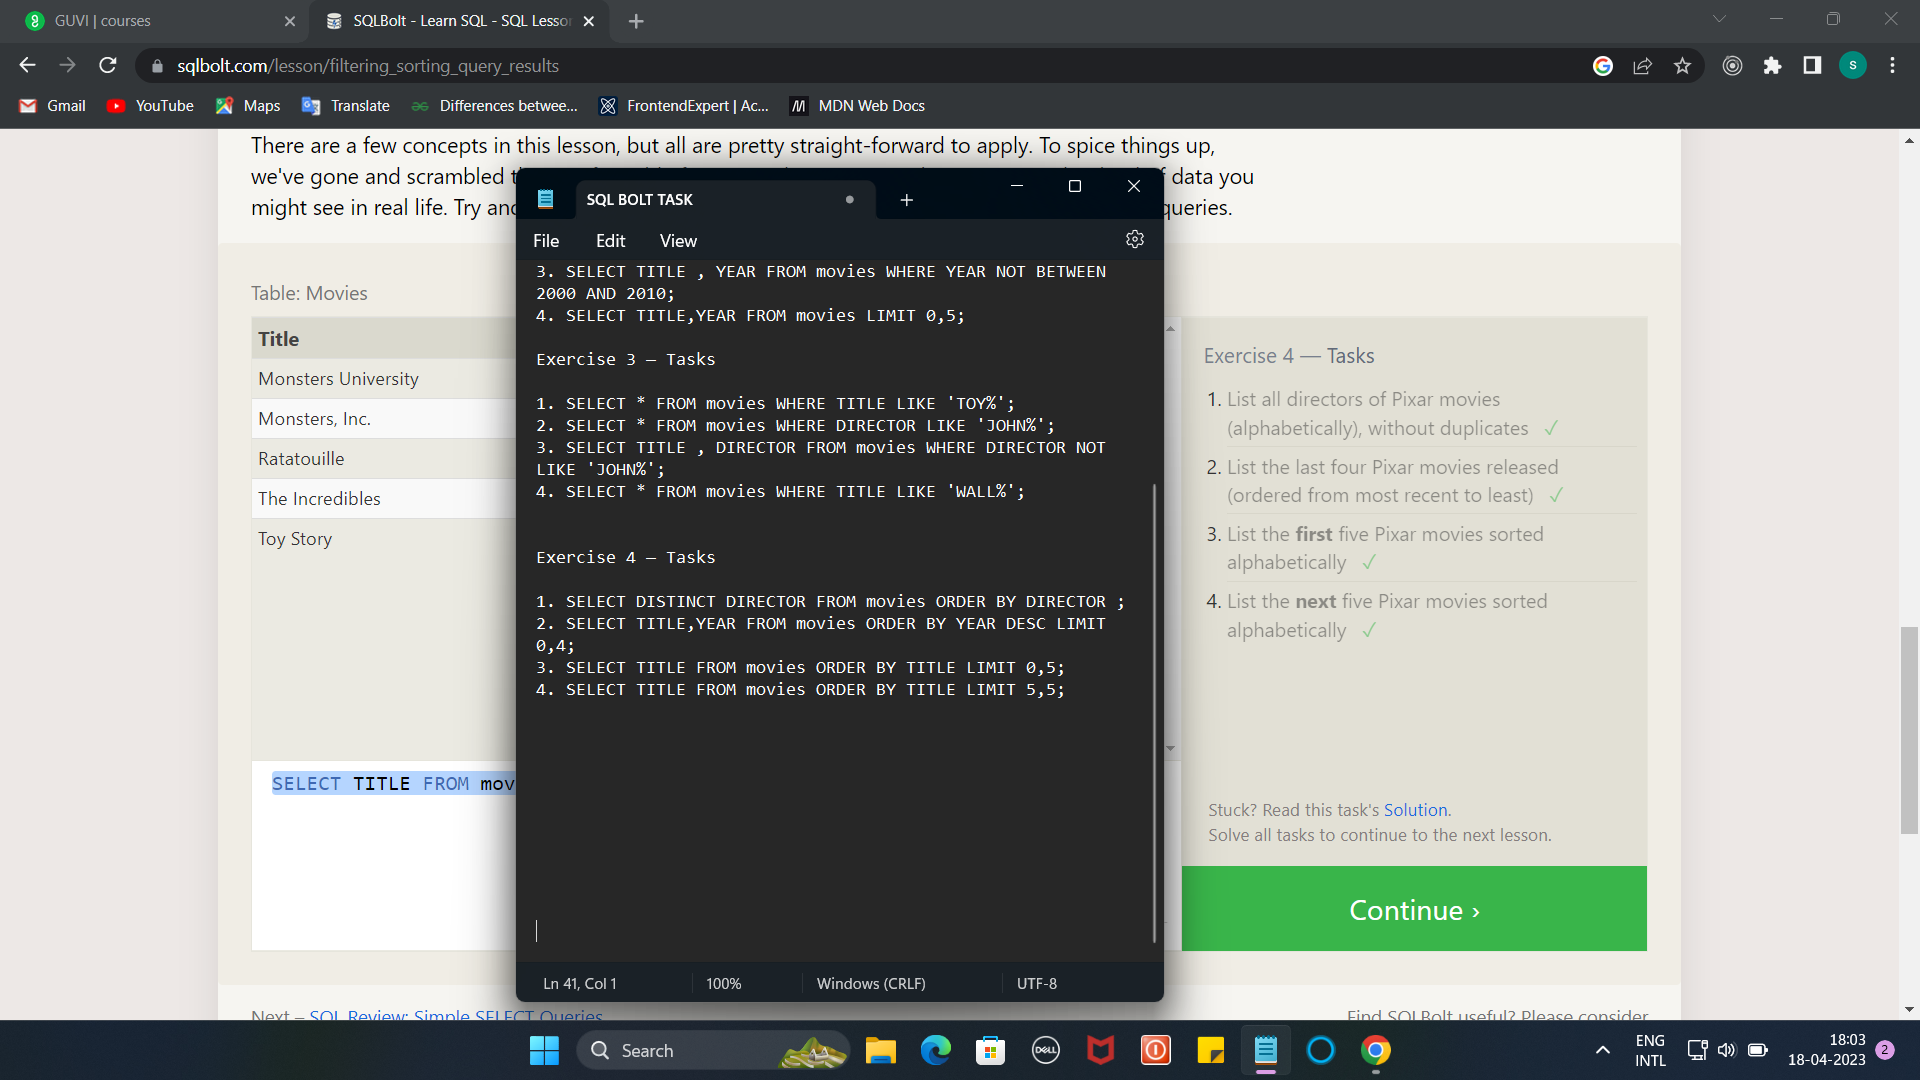 GUVI | courses
SQLBolt - Learn SQL - SQL Lesson
sqlbolt.com/lesson/filtering_sorting_query_results
S
Gmail
YouTube
Maps
Translate
Differences betwee...
FrontendExpert | Ac...
MDN Web Docs
There are a few concepts in this lesson, but all are pretty straight-forward to apply. To spice things up,
we've gone and scrambled
data you
might see in real life. Try
queries.
SQL BOLT TASK
File
Edit
View
3. SELECT TITLE , YEAR FROM movies WHERE YEAR NOT BETWEEN
2000 AND 2010;
4. SELECT TITLE,YEAR FROM movies LIMIT 0,5;
Exercise 3 — Tasks
1. SELECT * FROM movies WHERE TITLE LIKE 'TOY%';
2. SELECT * FROM movies WHERE DIRECTOR LIKE 'JOHN%';
3. SELECT TITLE , DIRECTOR FROM movies WHERE DIRECTOR NOT
LIKE 'JOHN%';
4. SELECT * FROM movies WHERE TITLE LIKE 'WALL%';
Exercise 4 — Tasks
1. SELECT DISTINCT DIRECTOR FROM movies ORDER BY DIRECTOR ;
2. SELECT TITLE,YEAR FROM movies ORDER BY YEAR DESC LIMIT
0,4;
3. SELECT TITLE FROM movies ORDER BY TITLE LIMIT 0,5;
4. SELECT TITLE FROM movies ORDER BY TITLE LIMIT 5,5;
Ln 41, Col 1
100%
Windows (CRLF)
UTF-8
Table: Movies
Title
Monsters University
Monsters, Inc.
Ratatouille
The Incredibles
Toy Story
SELECT TITLE FROM mov
Exercise 4 — Tasks
1. List all directors of Pixar movies
(alphabetically), without duplicates ✓
2. List the last four Pixar movies released
(ordered from most recent to least) ✓
3. List the first five Pixar movies sorted
alphabetically ✓
4. List the next five Pixar movies sorted
alphabetically ✓
Stuck? Read this task's Solution.
Solve all tasks to continue to the next lesson.
Continue ›
Next – SQL Review: Simple SELECT Queries
Find SQLBolt useful? Please consider
Search
DELL
ENG
INTL
18:03
18-04-2023
2